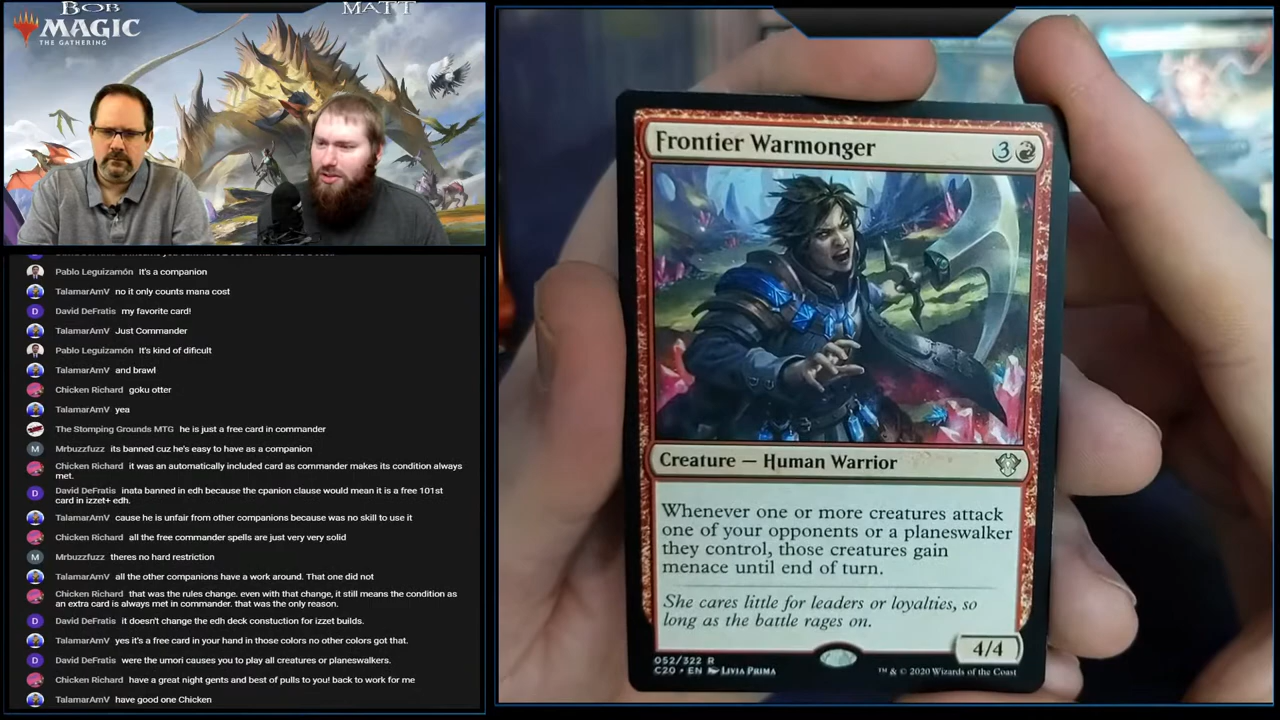 BOB
MATT
MAGIC
THE GATHERING
Pablo Leguizamón It's a companion
TalamarAmV no it only counts mana cost
David DeFratis my favorite card!
TalamarAmV Just Commander
Pablo Leguizamón It's kind of dificult
TalamarAmV and brawl
Chicken Richard goku otter
TalamarAmV yea
The Stomping Grounds MTG he is just a free card in commander
Mrbuzzfuzz its banned cuz he's easy to have as a companion
Chicken Richard it was an automatically included card as commander makes its condition always
met.
David DeFratis inata banned in edh because the cpanion clause would mean it is a free 101st
card in izzet+ edh.
TalamarAmV cause he is unfair from other companions because was no skill to use it
Chicken Richard all the free commander spells are just very very solid
Mrbuzzfuzz theres no hard restriction
TalamarAmV all the other companions have a work around. That one did not
Chicken Richard that was the rules change. even with that change, it still means the condition as
an extra card is always met in commander. that was the only reason.
David DeFratis it doesn't change the edh deck constuction for izzet builds.
TalamarAmV yes it's a free card in your hand in those colors no other colors got that.
David DeFratis were the umori causes you to play all creatures or planeswalkers.
Chicken Richard have a great night gents and best of pulls to you! back to work for me
TalamarAmV have good one Chicken
Frontier Warmonger 3
Creature — Human Warrior
Whenever one or more creatures attack
one of your opponents or a planeswalker
they control, those creatures gain
menace until end of turn.
She cares little for leaders or loyalties, so
long as the battle rages on.
4/4
052/322 R
C20 • EN LIVIA PRIMA
™ & © 2020 Wizards of the Coast